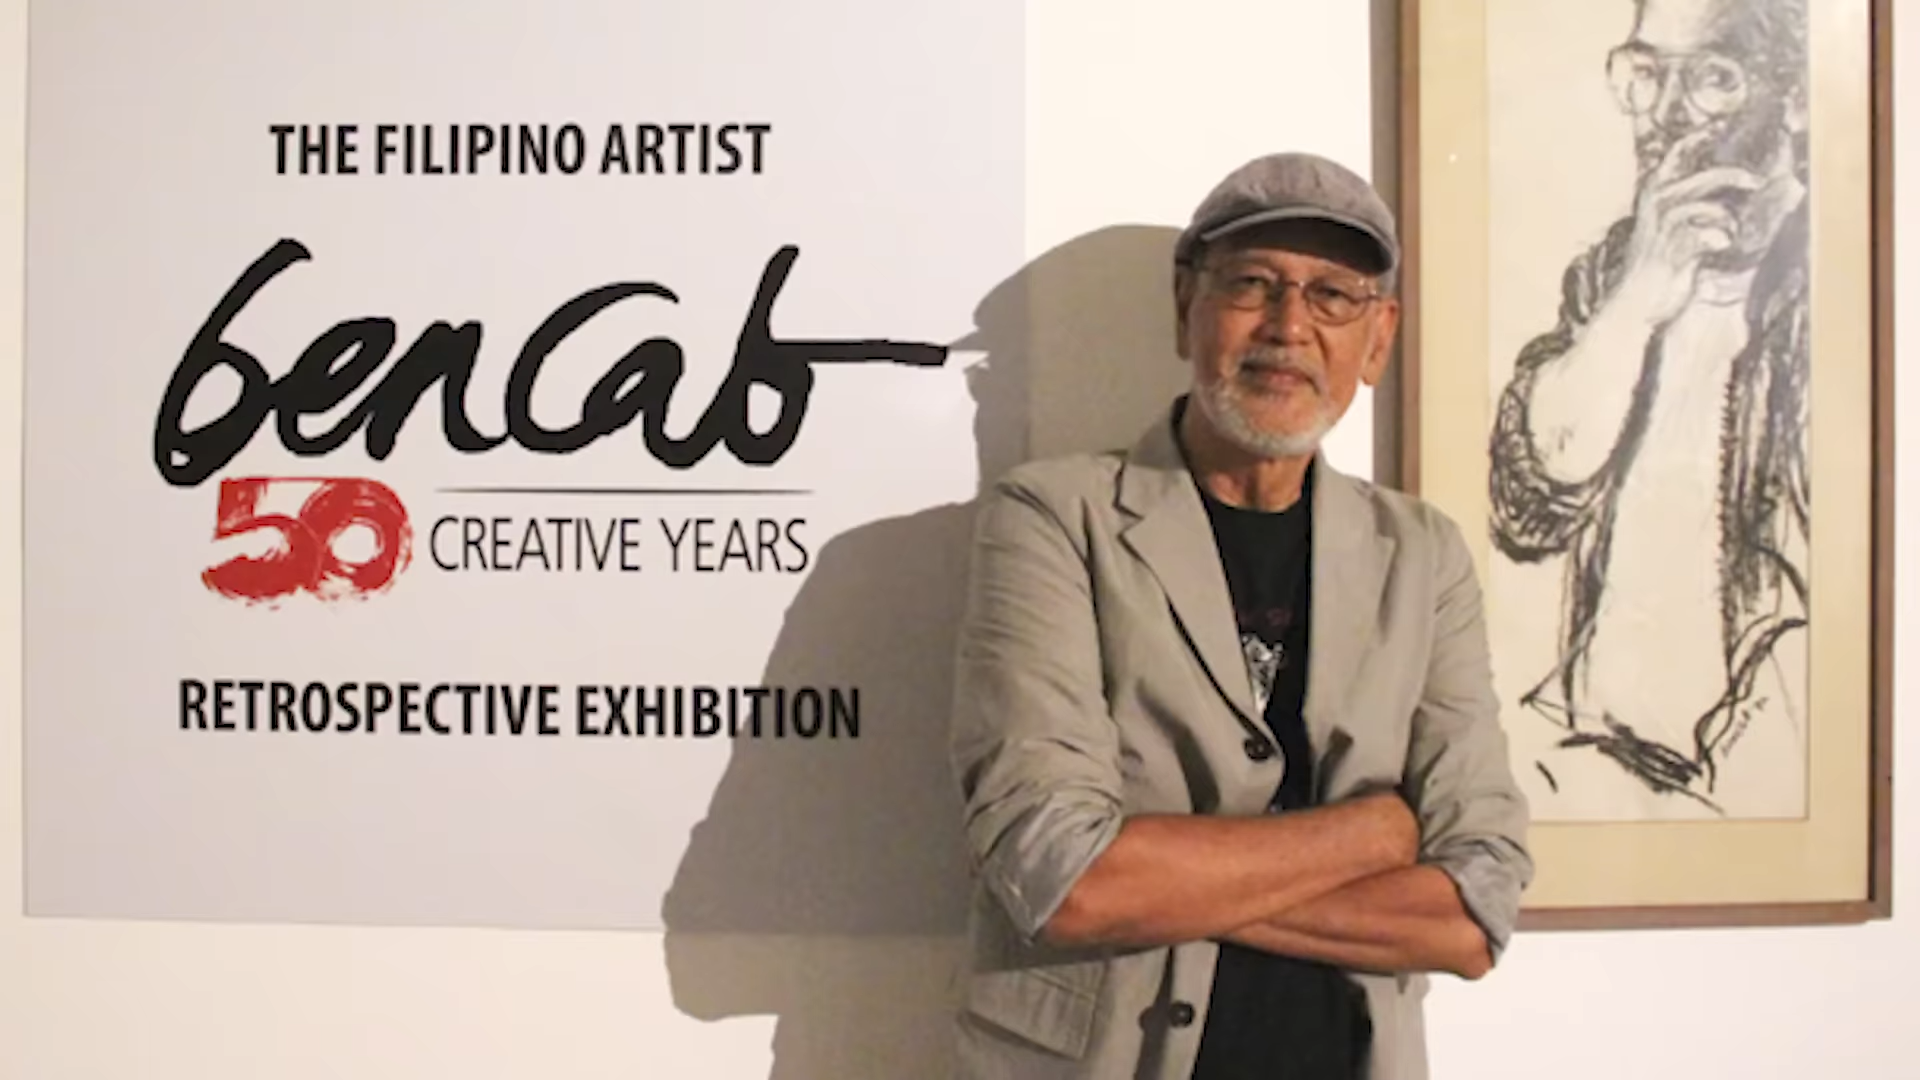 THE FILIPINO ARTIST
benCab
50 CREATIVE YEARS
RETROSPECTIVE EXHIBITION